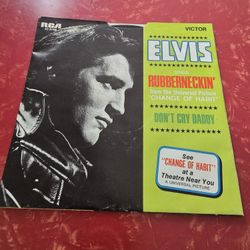 RCA
VICTOR
ELVIS
sings
RUBBERNECKIN'
from the Universal Picture
"CHANGE OF HABIT"
DON'T CRY DADDY
See
"CHANGE OF HABIT"
at a
Theatre Near You
A UNIVERSAL PICTURE